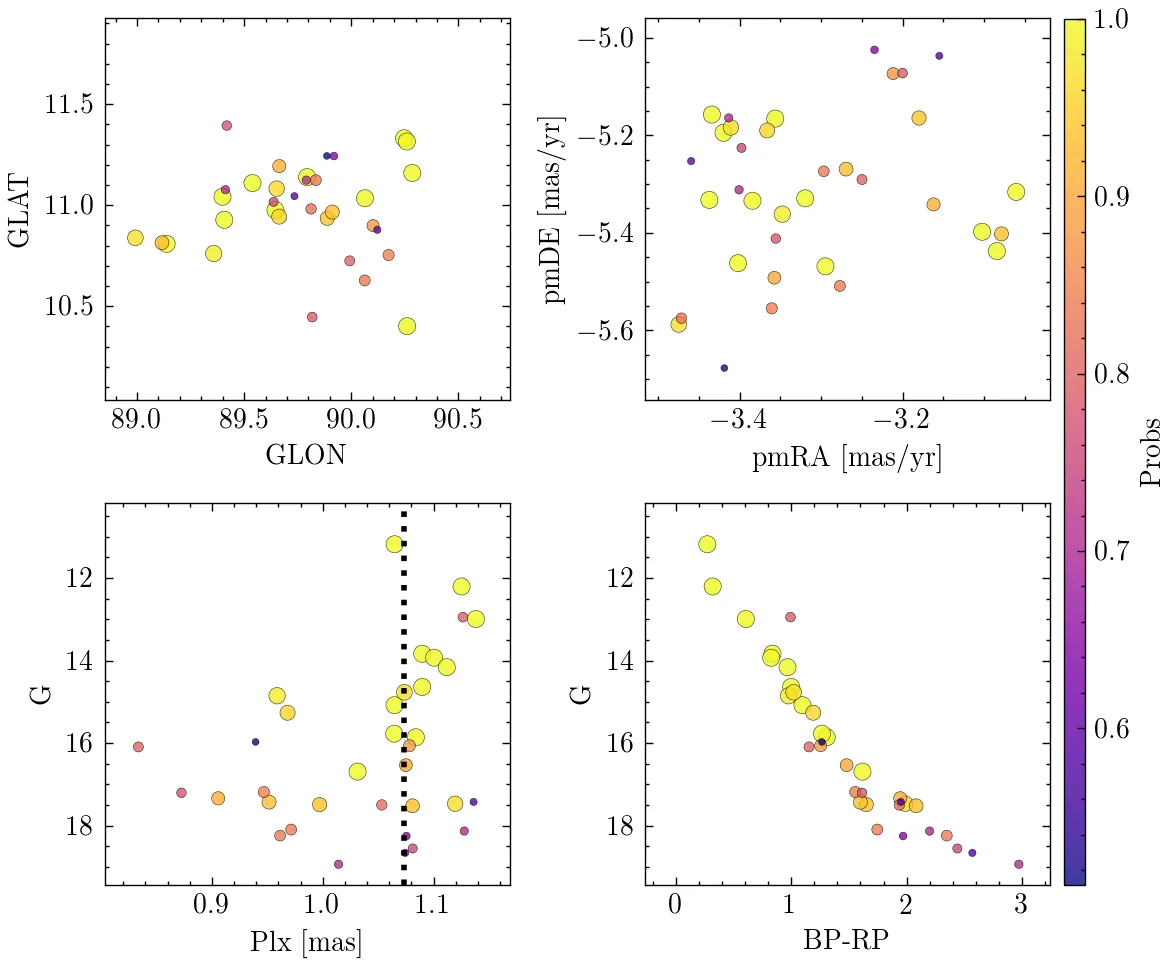 11.5
11.0
10.5
GLAT
89.0 89.5 90.0 90.5
GLON
−5.0
−5.2
−5.4
−5.6
pmDE [mas/yr]
−3.4 −3.2
pmRA [mas/yr]
12
14
16
18
G
0.9 1.0 1.1
Plx [mas]
12
14
16
18
G
0 1 2 3
BP-RP
1.0
0.9
0.8
0.7
0.6
Probs